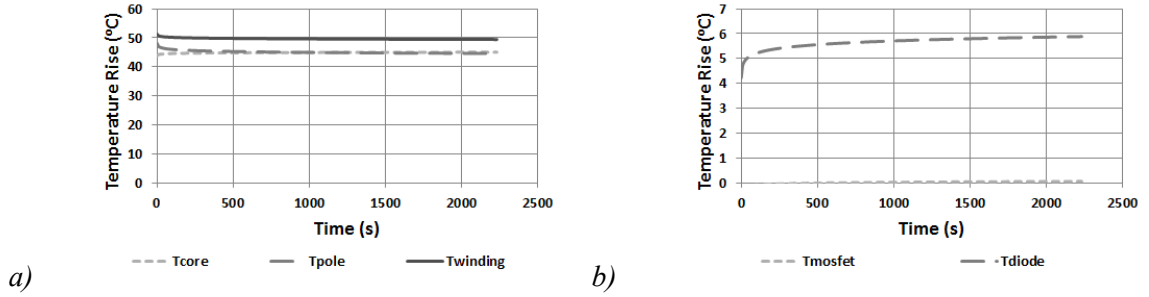 60
50
40
30
20
10
0
Temperature Rise (ºC)
0 500 1000 1500 2000 2500
Time (s)
Tcore Tpole Twinding
a)
7
6
5
4
3
2
1
0
Temperature Rise (ºC)
0 500 1000 1500 2000 2500
Time (s)
Tmosfet Tdiode
b)